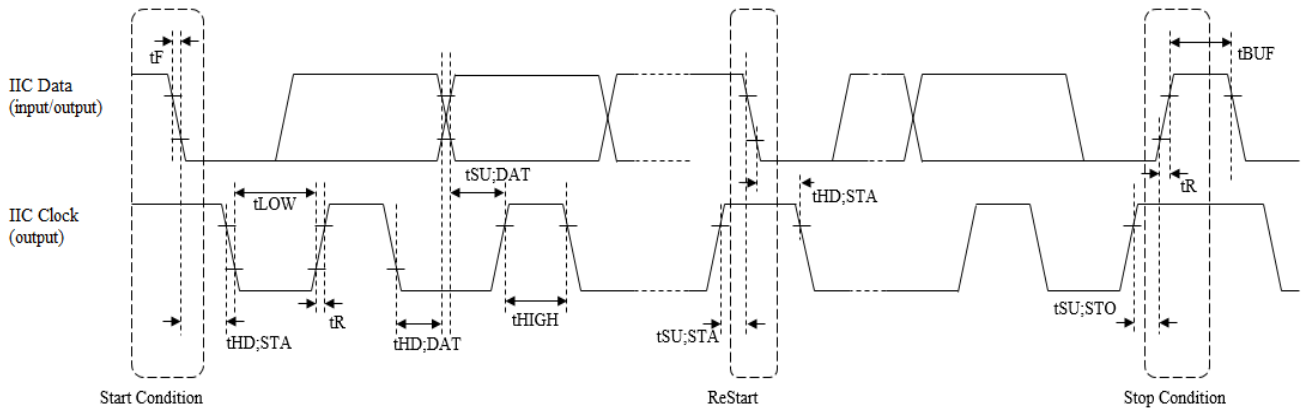 tF
tBUF
IIC Data
(input/output)
tSU;DAT
tLOW
tHD;STA
tR
IIC Clock
(output)
tR
tHIGH
tSU;STO
tHD;STA
tHD;DAT
tSU;STA
Start Condition
ReStart
Stop Condition